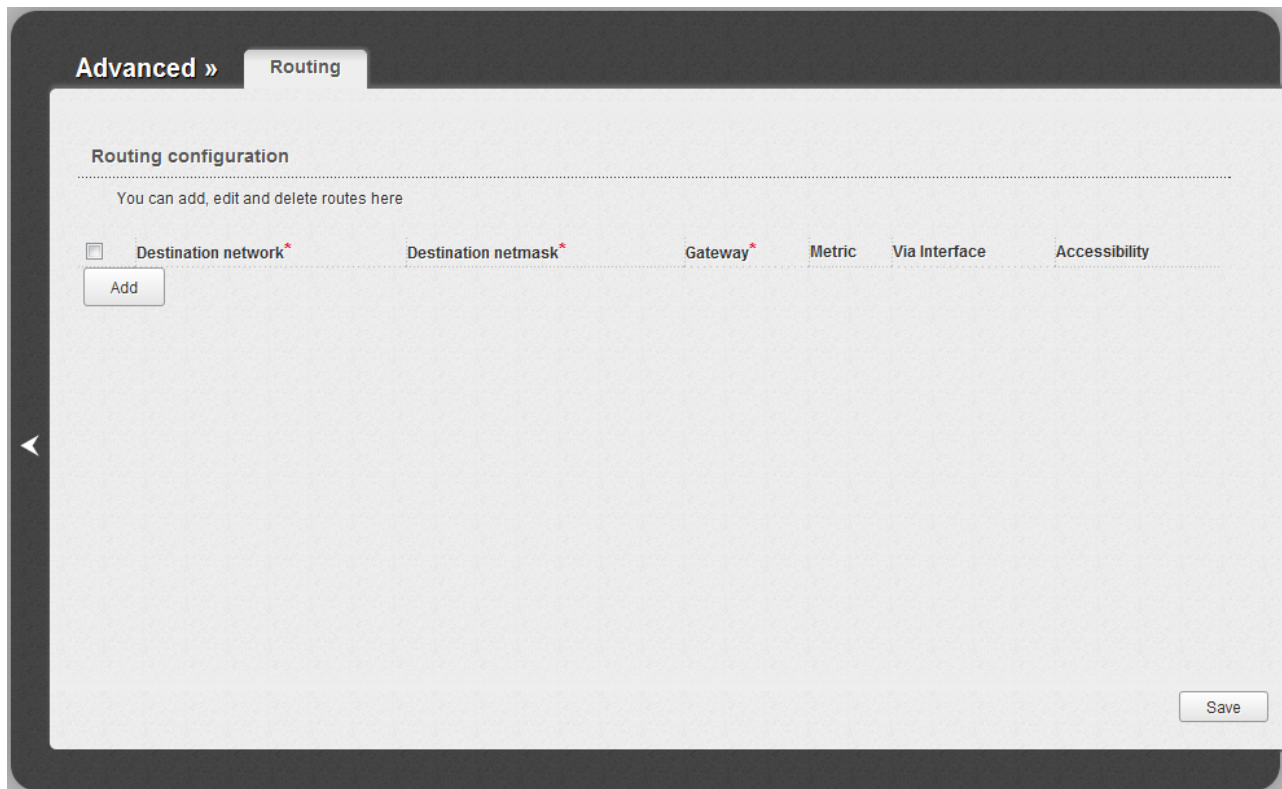 Advanced » Routing
Routing configuration
You can add, edit and delete routes here
Destination network* Destination netmask* Gateway* Metric Via Interface Accessibility
Add
Save